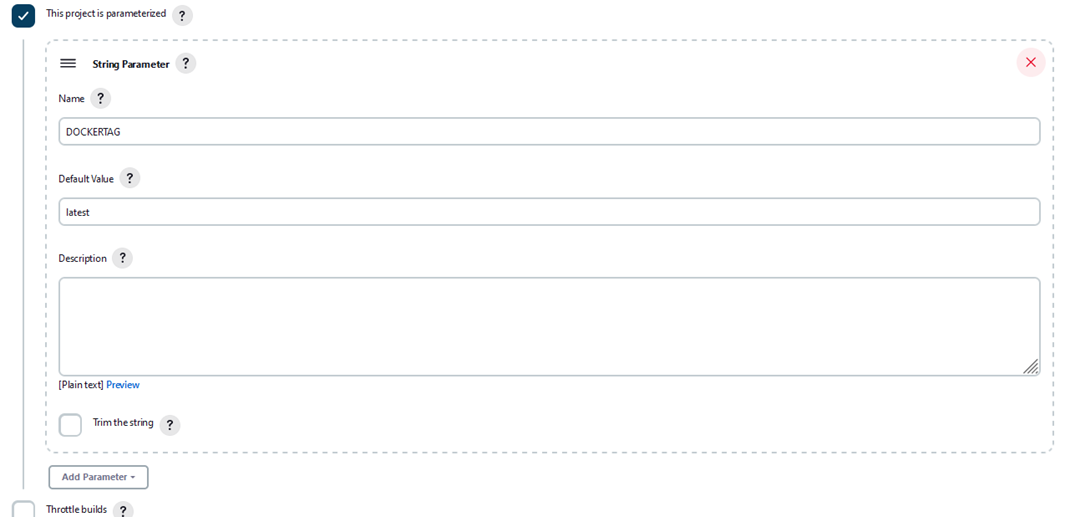 This project is parameterized ?
String Parameter ?
Name ?
DOCKERTAG
Default Value ?
latest
Description ?
[Plain text] Preview
Trim the string ?
Add Parameter
Throttle builds ?